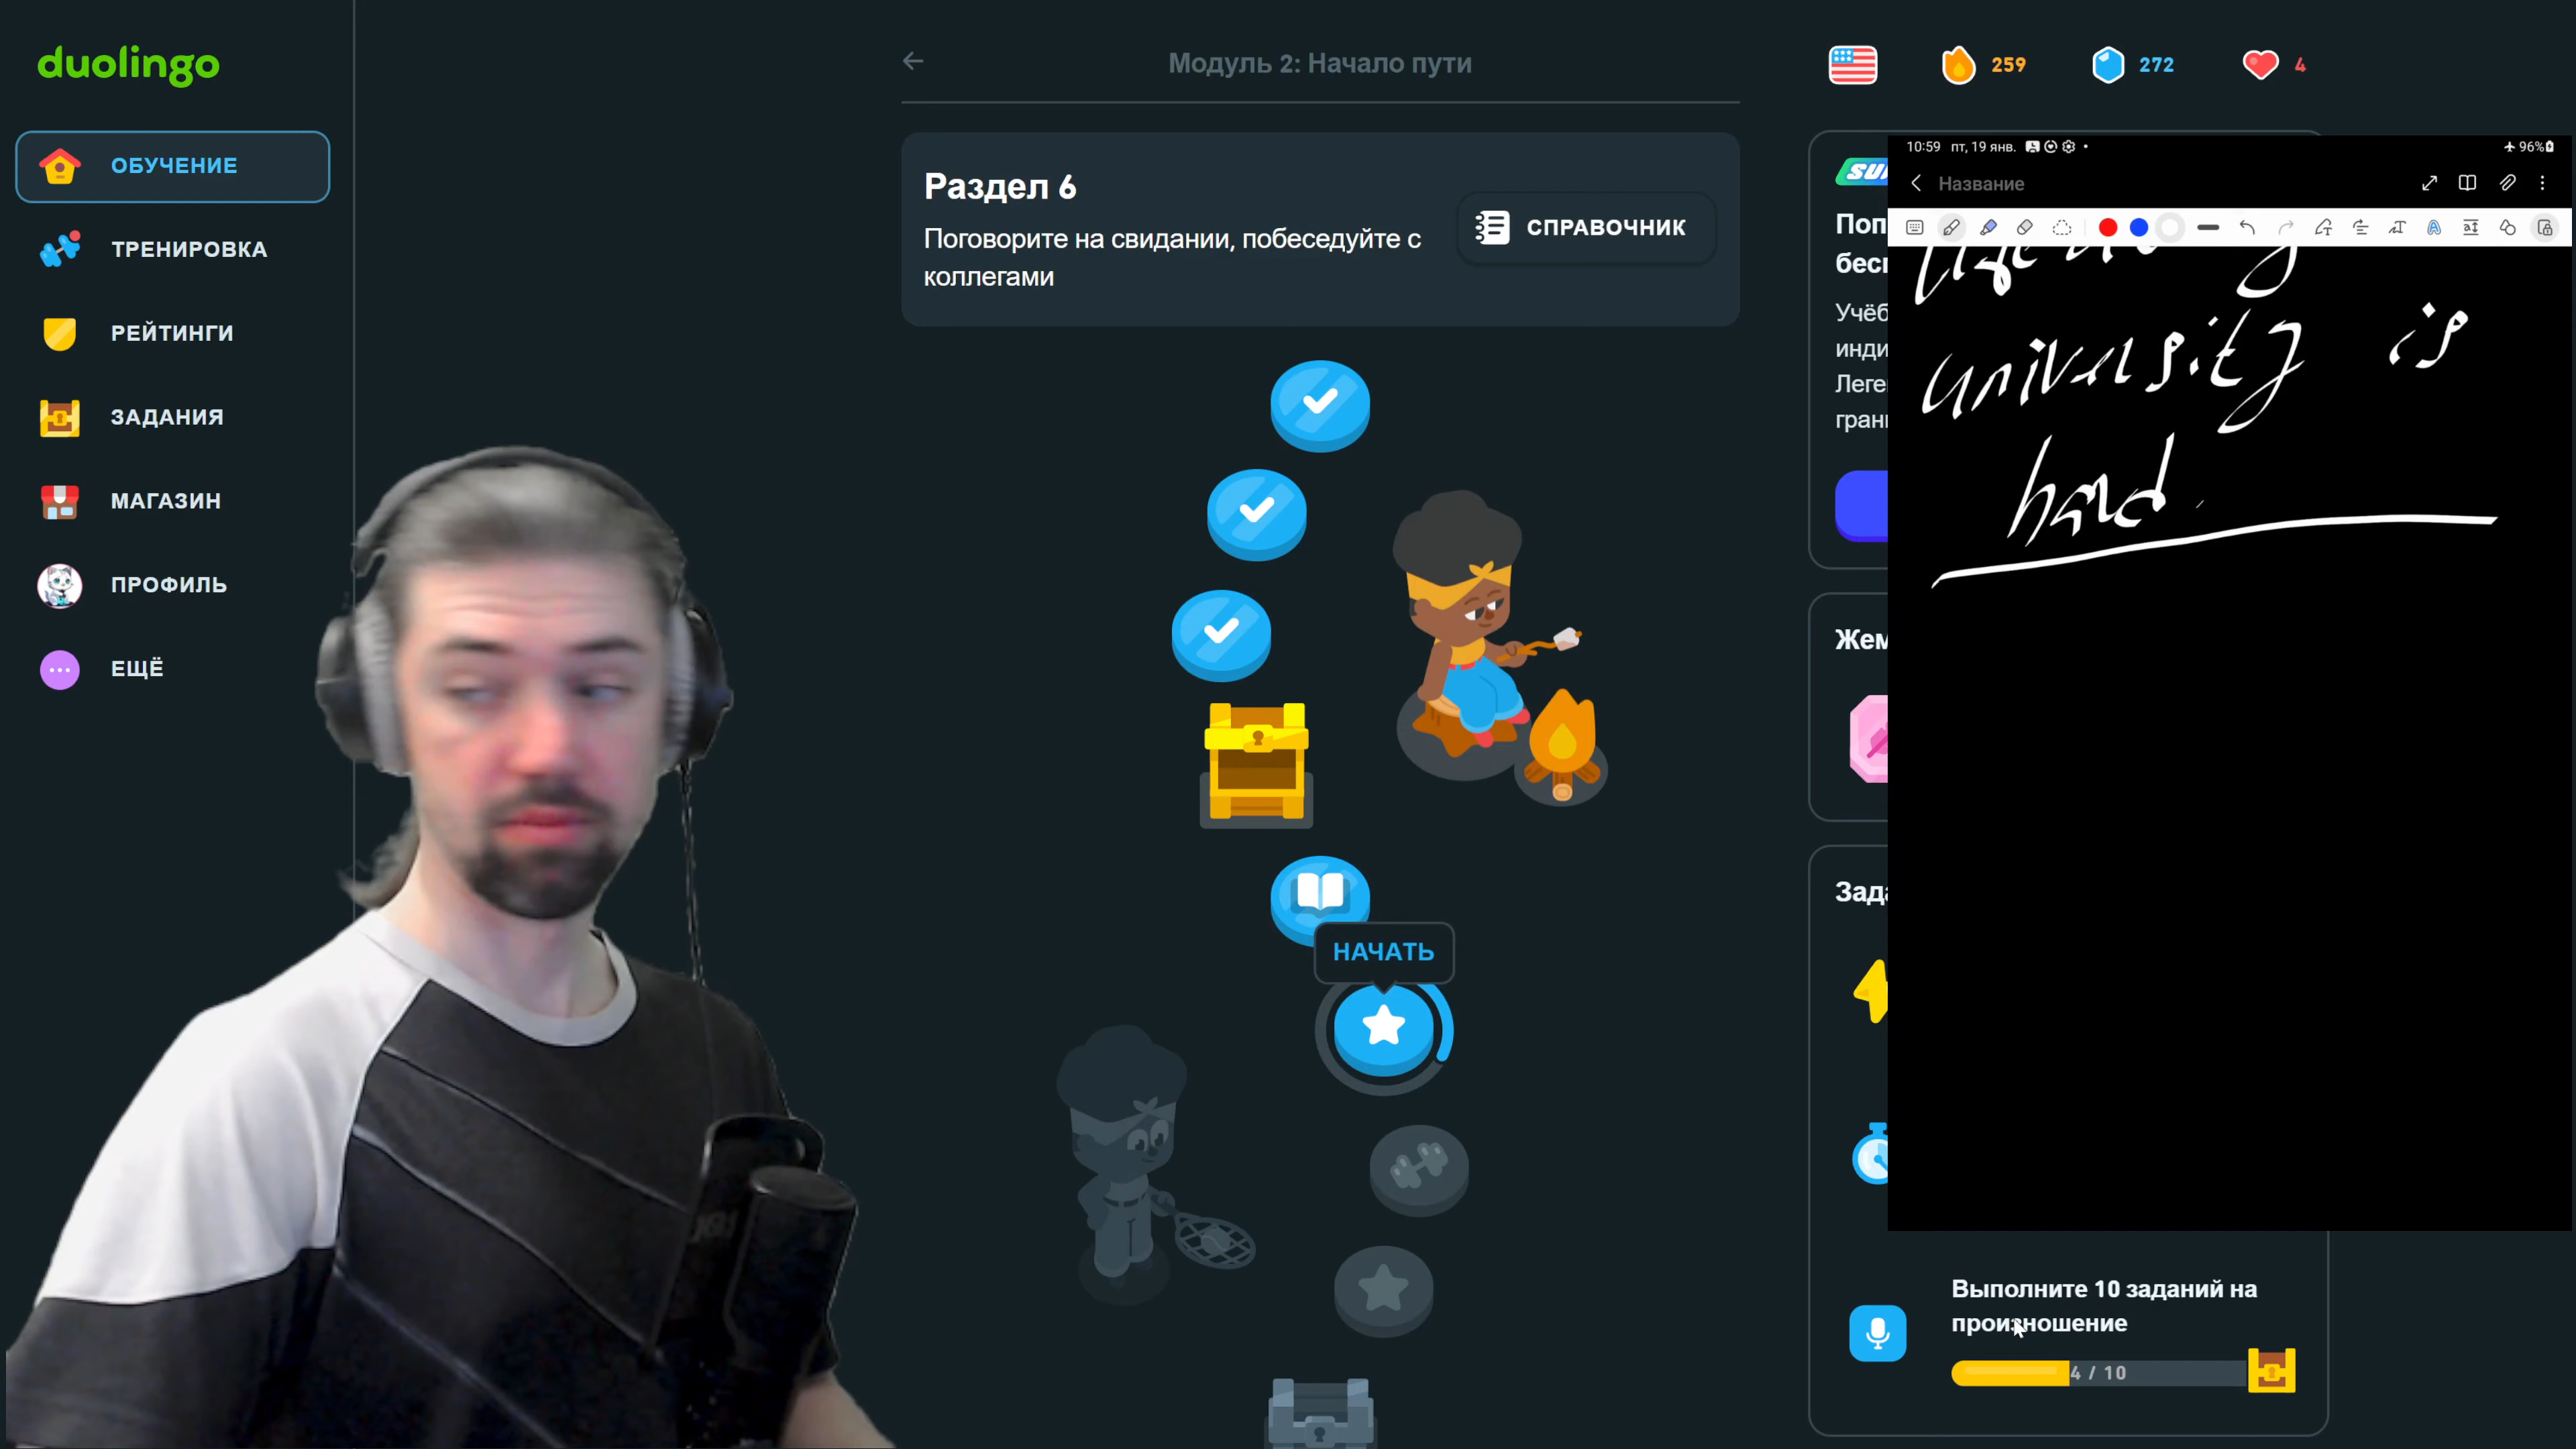 duolingo
ОБУЧЕНИЕ
ТРЕНИРОВКА
РЕЙТИНГИ
ЗАДАНИЯ
МАГАЗИН
ПРОФИЛЬ
ЕЩЁ
Модуль 2: Начало пути
Раздел 6
Поговорите на свидании, побеседуйте с
коллегами
СПРАВОЧНИК
НАЧАТЬ
259
272
4
10:59 пт, 19 янв.
96%
Название
university is
hard.
Выполните 10 заданий на
произношение
4 / 10